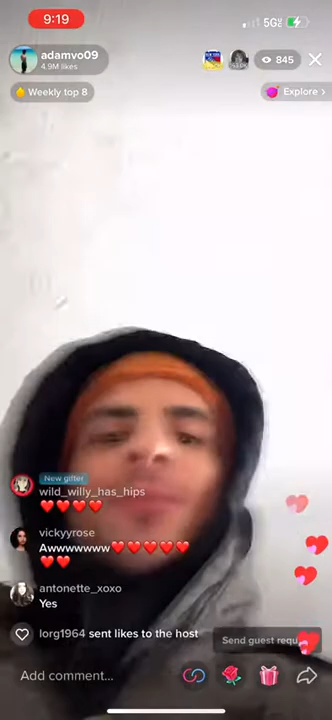 9:19
5G
adamvo09
4.9M likes
845
Weekly top 8
Explore >
New gifter
wild_willy_has_hips
❤️❤️❤️❤️
vickyyrose
Awwwwwww❤️❤️❤️❤️❤️
❤️❤️
antonette_xoxo
Yes
lorg1964 sent likes to the host
Send guest requ
Add comment...